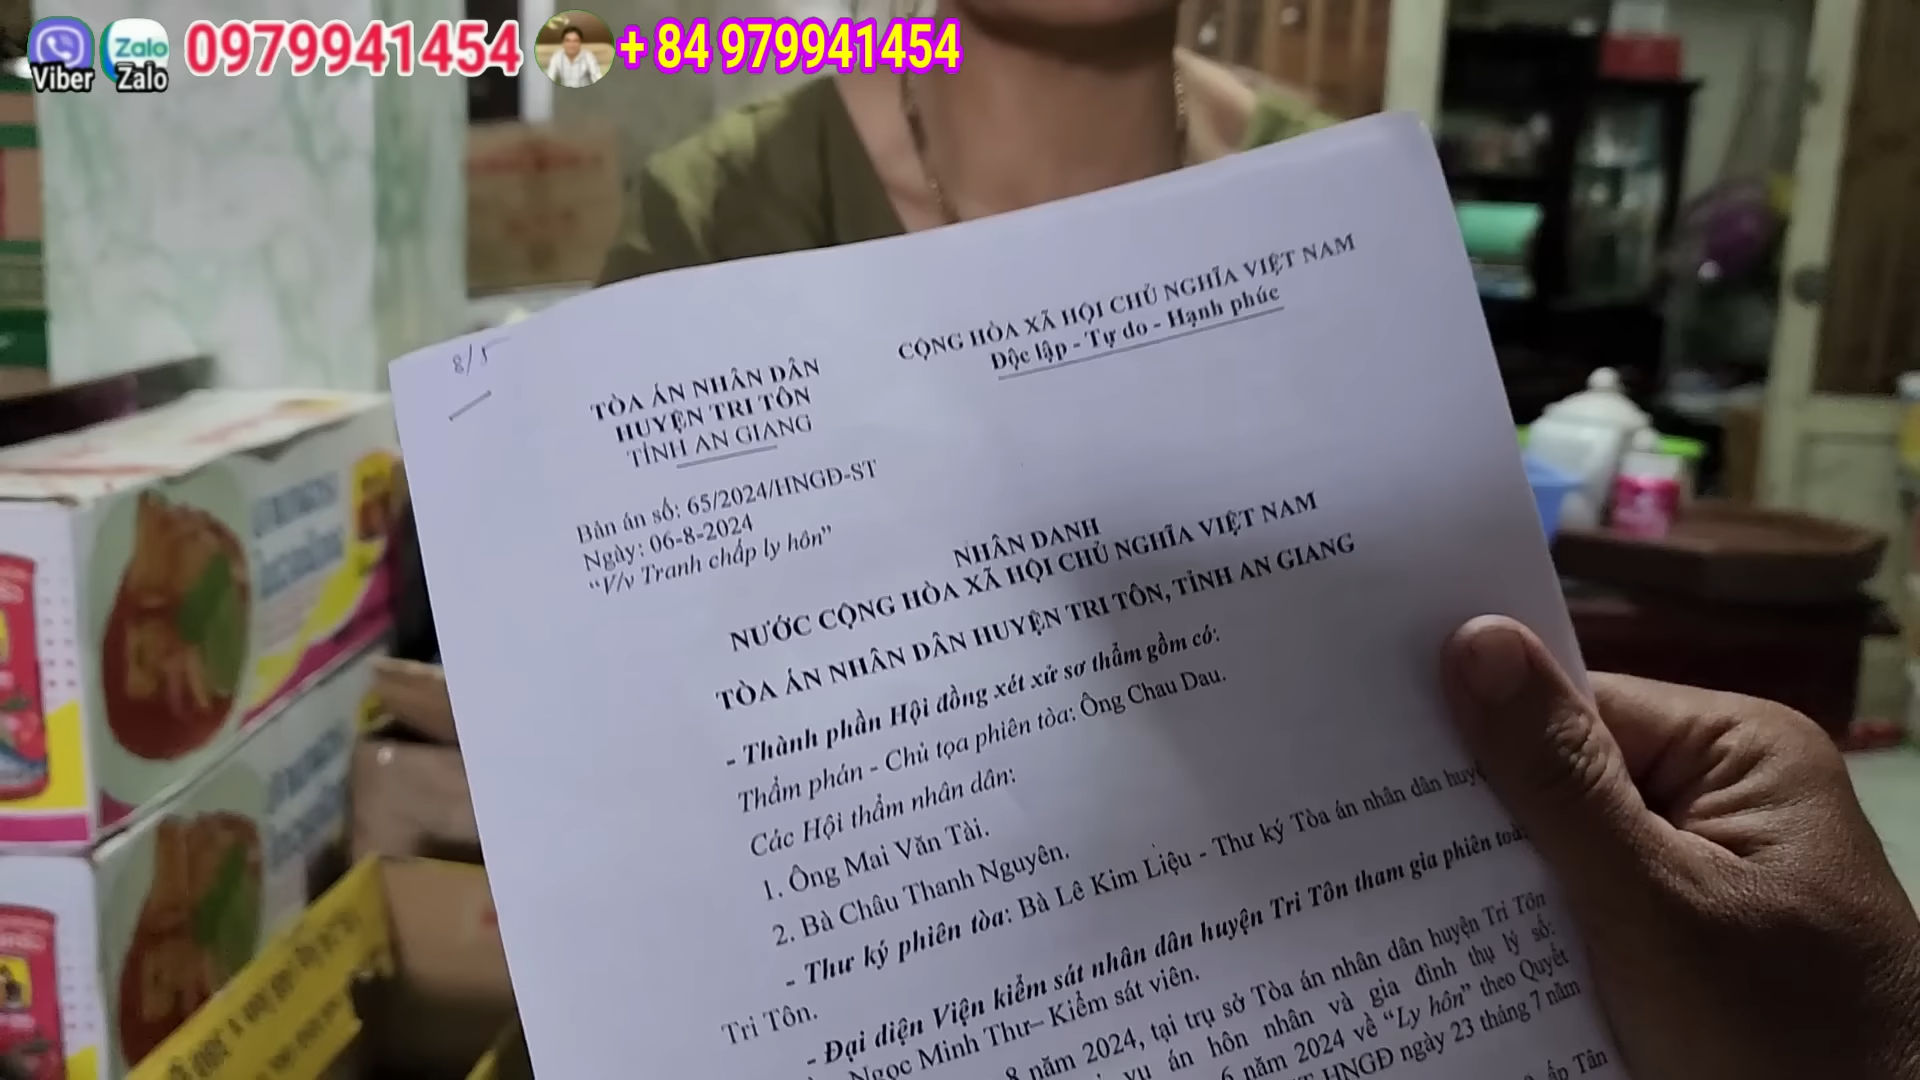 Viber
Zalo
Zalo
0979941454
+ 84 979941454
8/5
TÒA ÁN NHÂN DÂN
HUYỆN TRI TÔN
TỈNH AN GIANG
CỘNG HÒA XÃ HỘI CHỦ NGHĨA VIỆT NAM
Độc lập - Tự do - Hạnh phúc
Bản án số: 65/2024/HNGĐ-ST
Ngày: 06-8-2024
“V/v Tranh chấp ly hôn”
NHÂN DANH
NƯỚC CỘNG HÒA XÃ HỘI CHỦ NGHĨA VIỆT NAM
TÒA ÁN NHÂN DÂN HUYỆN TRI TÔN, TỈNH AN GIANG
- Thành phần Hội đồng xét xử sơ thẩm gồm có:
Thẩm phán - Chủ tọa phiên tòa: Ông Chau Dau.
Các Hội thẩm nhân dân:
1. Ông Mai Văn Tài.
2. Bà Châu Thanh Nguyên.
- Thư ký phiên tòa: Bà Lê Kim Liệu - Thư ký Tòa án nhân dân
Tri Tôn.
- Đại diện Viện kiểm sát nhân dân huyện Tri Tôn tham gia phiên toà:
Ngọc Minh Thư– Kiểm sát viên.
8 năm 2024, tại trụ sở Tòa án nhân dân huyện Tri Tôn
vụ án hôn nhân và gia đình thụ lý số:
6 năm 2024 về “Ly hôn” theo Quyết
HNGĐ ngày 23 tháng 7 năm
ấp Tân